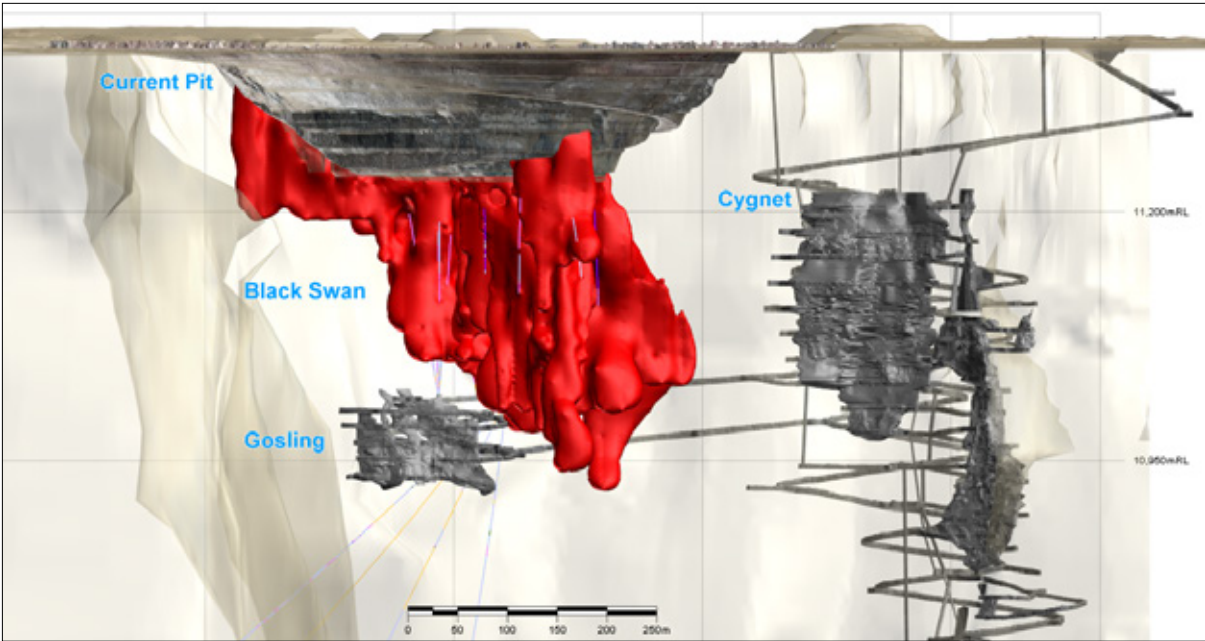 Current Pit
Cygnet
11,200mRL
Black Swan
Gosling
10,950mRL
0 50 100 150 200 250m